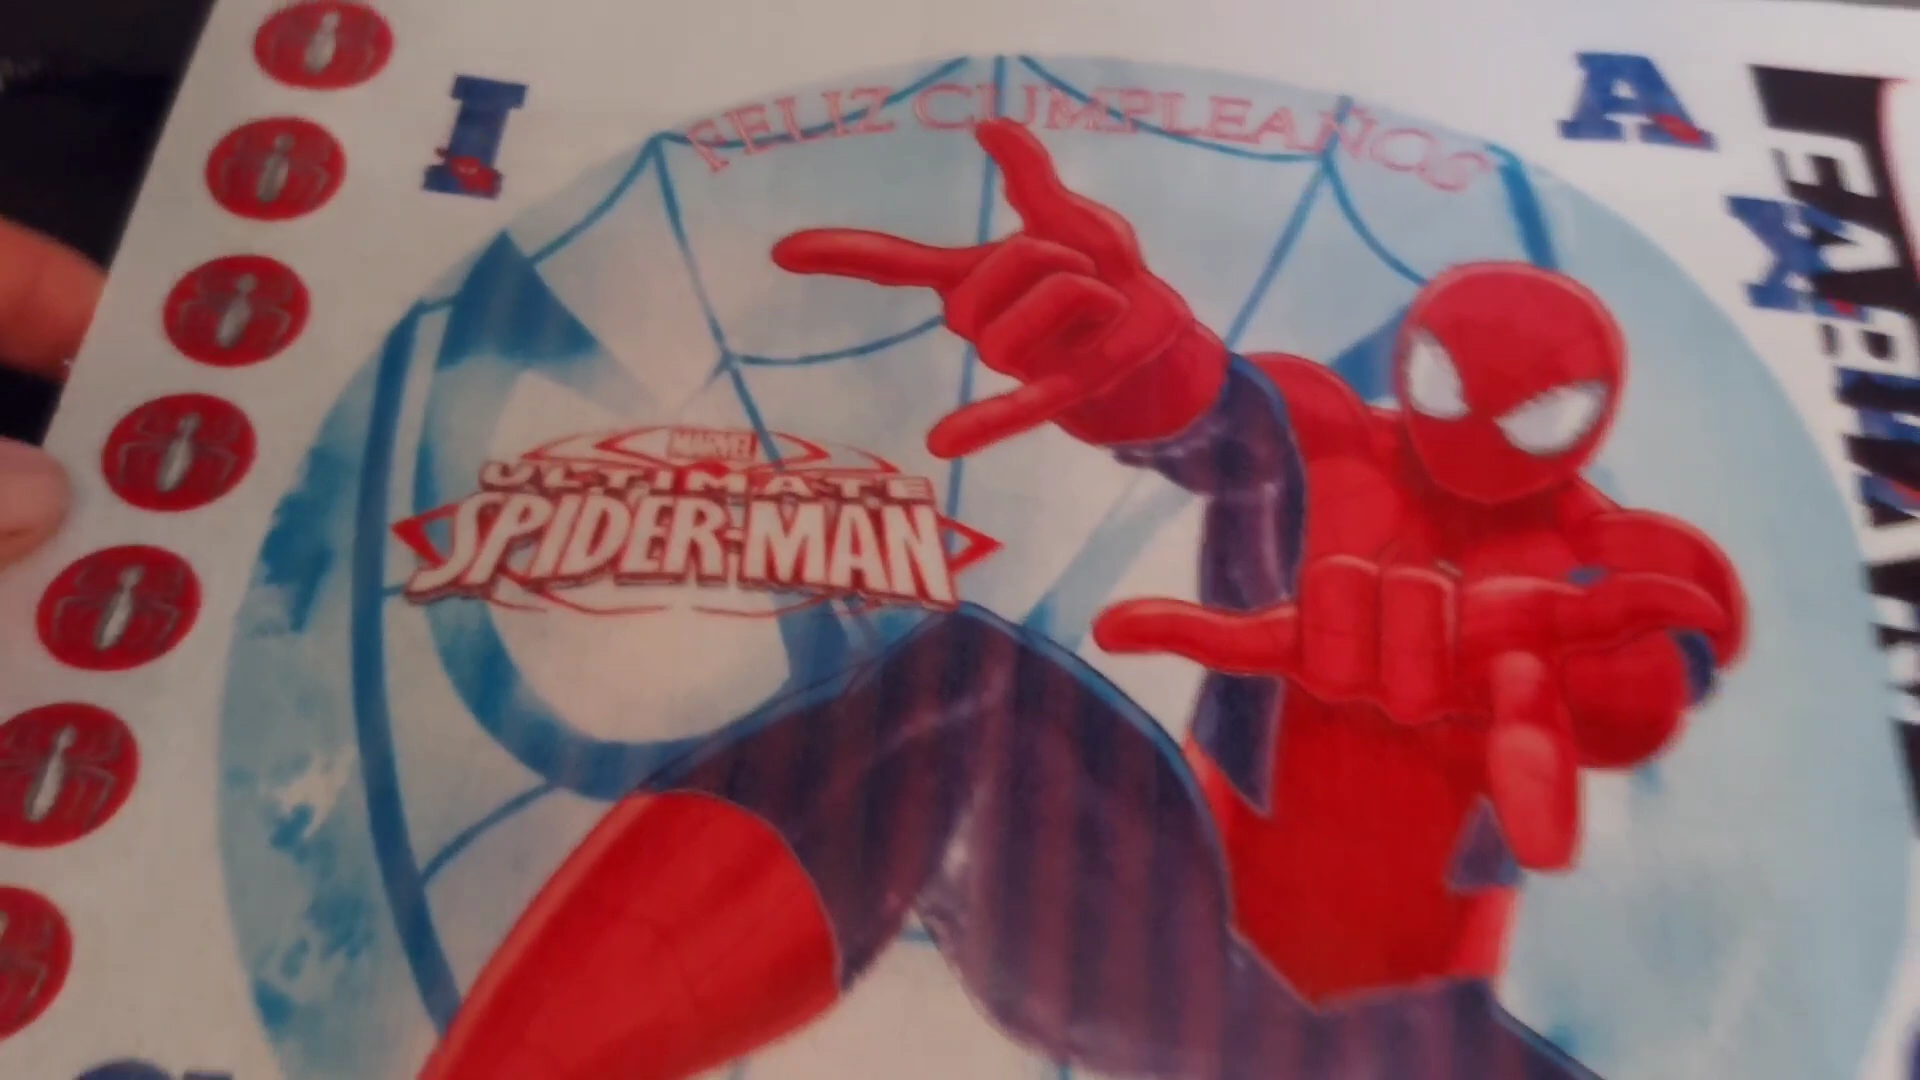 I
FELIZ CUMPLEAÑOS
A
MARVEL
ULTIMATE
SPIDER-MAN